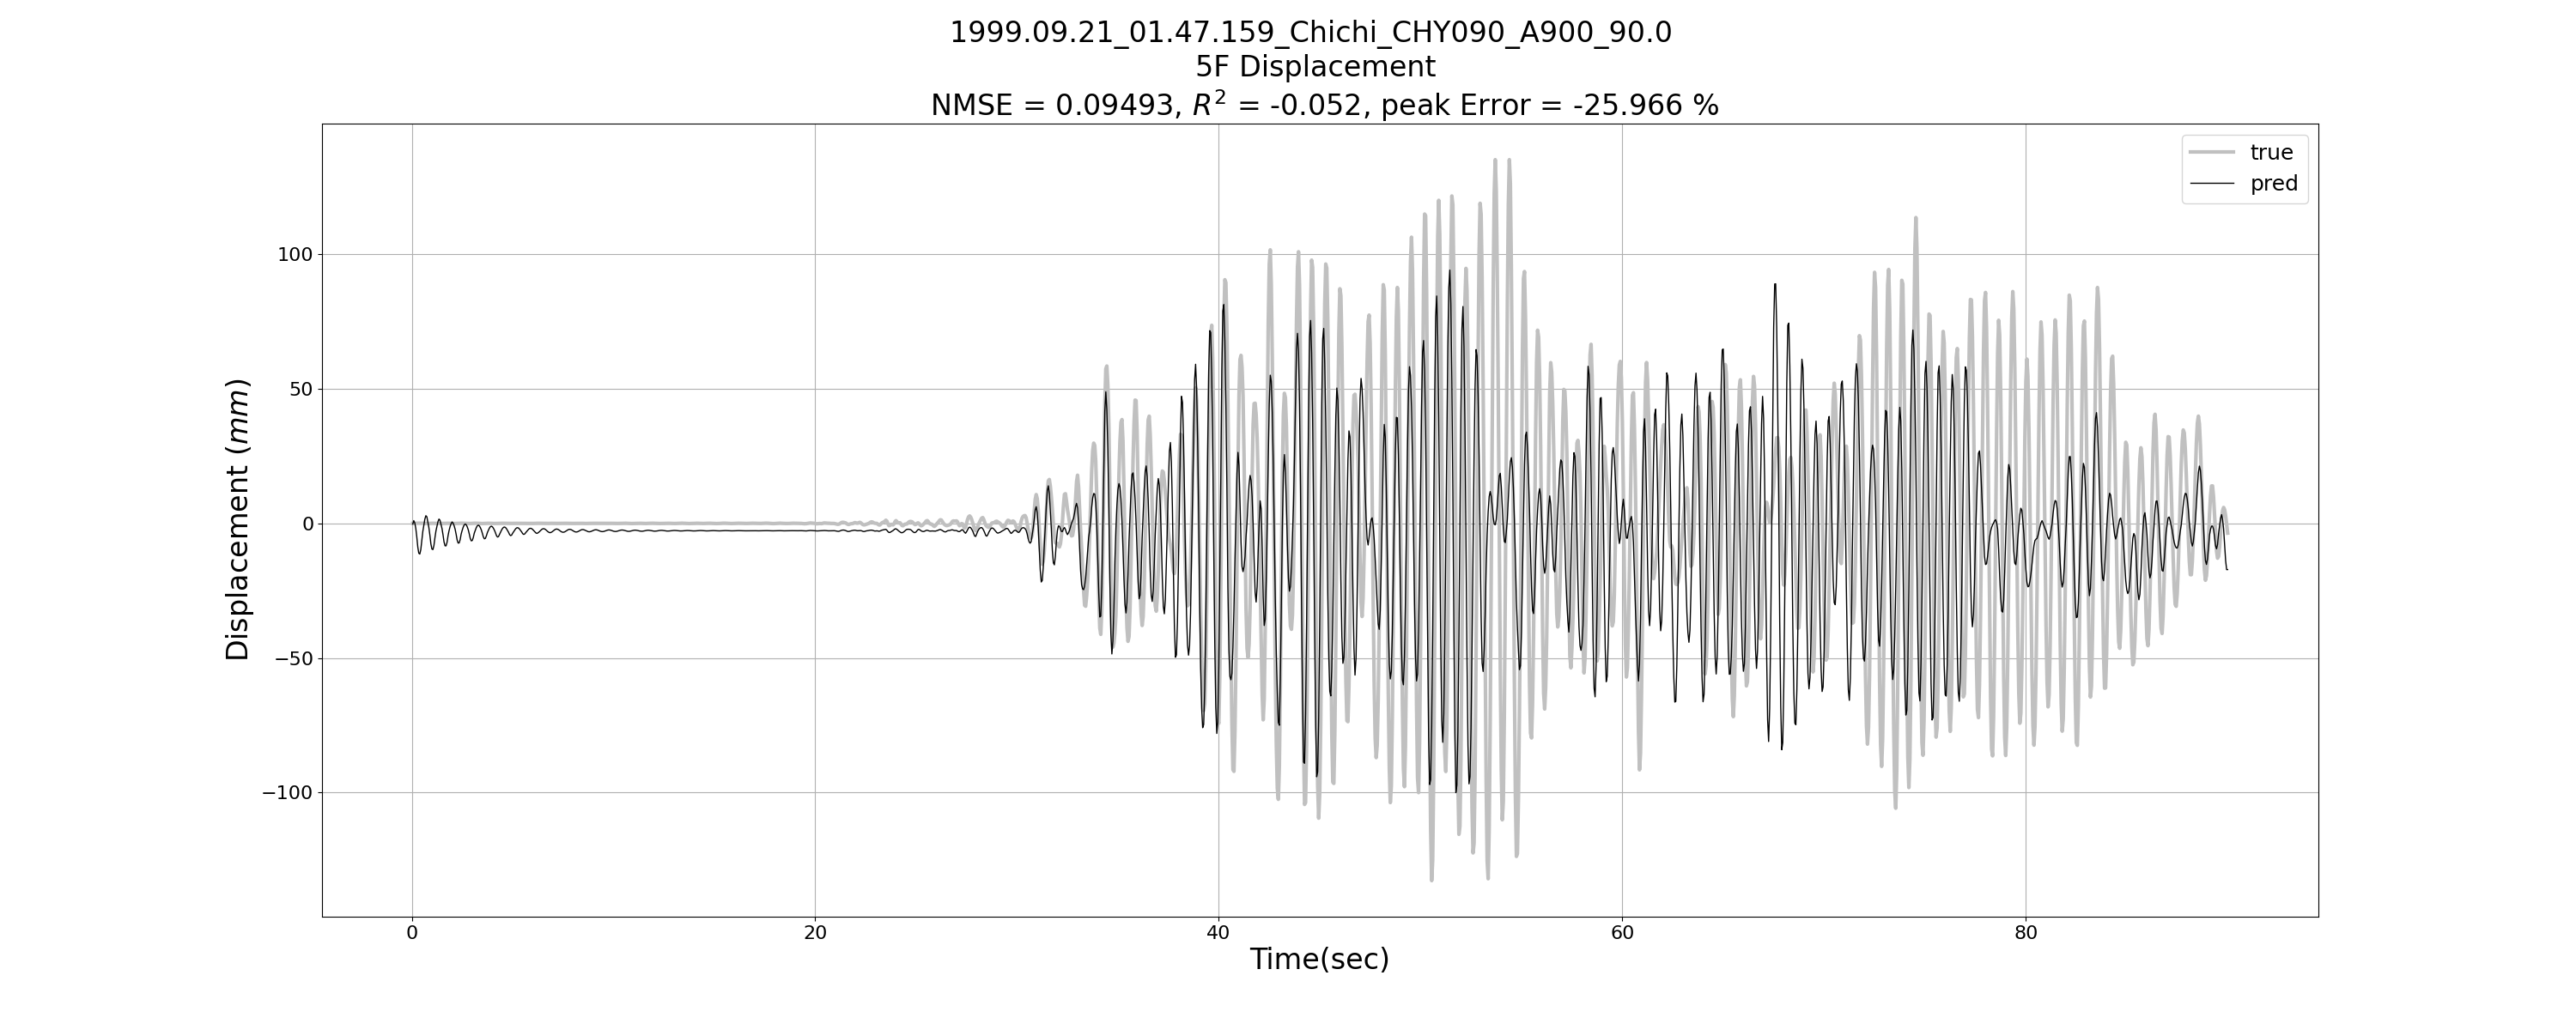 1999.09.21_01.47.159_Chichi_CHY090_A900_90.0
5F Displacement
NMSE = 0.09493, R² = -0.052, peak Error = -25.966 %
true
pred
Displacement (mm)
100
50
0
−50
−100
0
20
40
60
80
Time(sec)